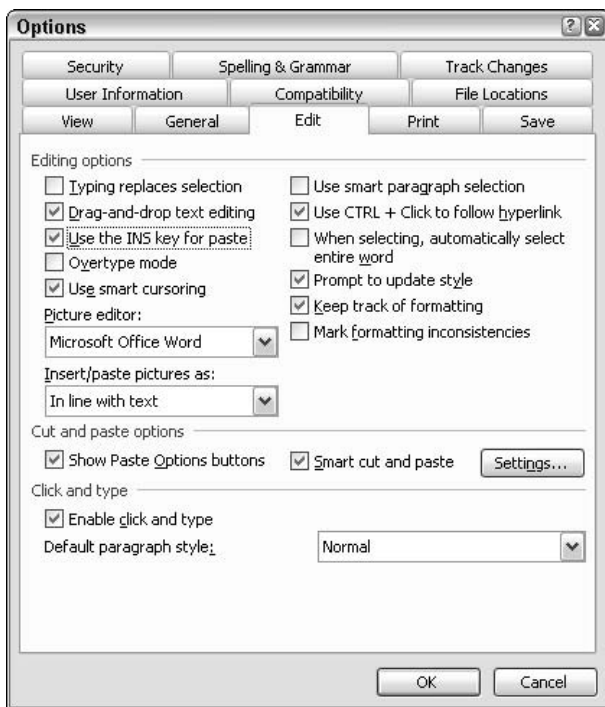 Options
Security Spelling & Grammar Track Changes
User Information Compatibility File Locations
View General Edit Print Save
Editing options
Typing replaces selection
Drag-and-drop text editing
Use the INS key for paste
Overtype mode
Use smart cursoring
Picture editor:
Microsoft Office Word
Insert/paste pictures as:
In line with text
Use smart paragraph selection
Use CTRL + Click to follow hyperlink
When selecting, automatically select
entire word
Prompt to update style
Keep track of formatting
Mark formatting inconsistencies
Cut and paste options
Show Paste Options buttons
Smart cut and paste
Settings...
Click and type
Enable click and type
Default paragraph style:
Normal
OK Cancel